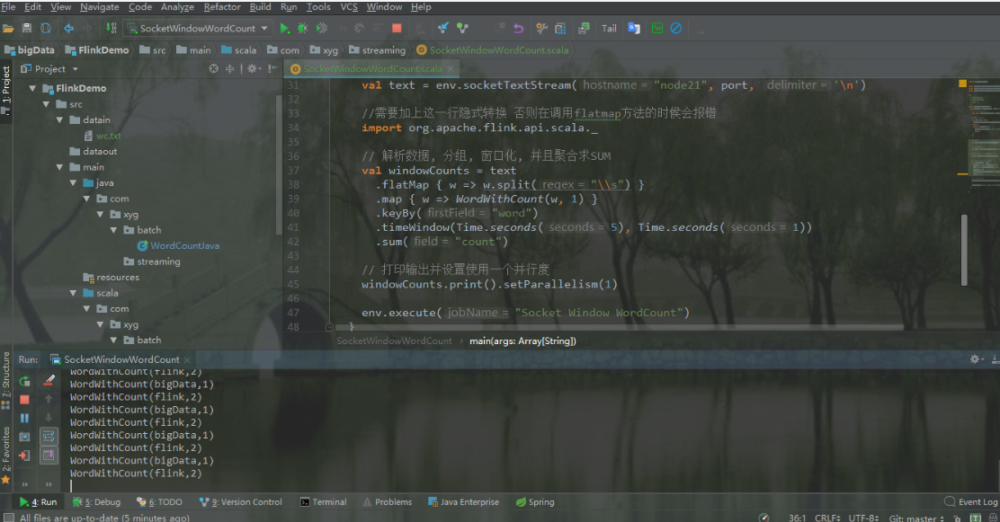 File Edit View Navigate Code Analyze Refactor Build Run Tools VCS Window Help
SocketWindowWordCount Tail
bigData FlinkDemo src main scala com xyg streaming SocketWindowWordCount.scala
Project SocketWindowWordCount.scala
1: Project
FlinkDemo
src
datain
wc.txt
dataout
main
java
com
xyg
batch
WordCountJava
streaming
resources
scala
com
xyg
batch
31 val text = env.socketTextStream( hostname = "node21", port, delimiter = '\n')
32
33 //需要加上这一行隐式转换 否则在调用flatmap方法的时候会报错
34 import org.apache.flink.api.scala._
35
36 // 解析数据, 分组, 窗口化, 并且聚合求SUM
37 val windowCounts = text
38 .flatMap { w => w.split( regex = "\\s") }
39 .map { w => WordWithCount(w, 1) }
40 .keyBy( firstField = "word")
41 .timeWindow(Time.seconds( seconds = 5), Time.seconds( seconds = 1))
42 .sum( field = "count")
43
44 // 打印输出并设置使用一个并行度
45 windowCounts.print().setParallelism(1)
46
47 env.execute( jobName = "Socket Window WordCount")
48 }
SocketWindowWordCount › main(args: Array[String])
Run: SocketWindowWordCount
WordWithCount(flink,2)
WordWithCount(bigData,1)
WordWithCount(flink,2)
WordWithCount(bigData,1)
WordWithCount(flink,2)
WordWithCount(bigData,1)
WordWithCount(flink,2)
WordWithCount(bigData,1)
WordWithCount(flink,2)
7: Structure
2: Favorites
4: Run 5: Debug 6: TODO 9: Version Control Terminal Problems Java Enterprise Spring Event Log
All files are up-to-date (5 minutes ago) 36:1 CRLF UTF-8 Git: master